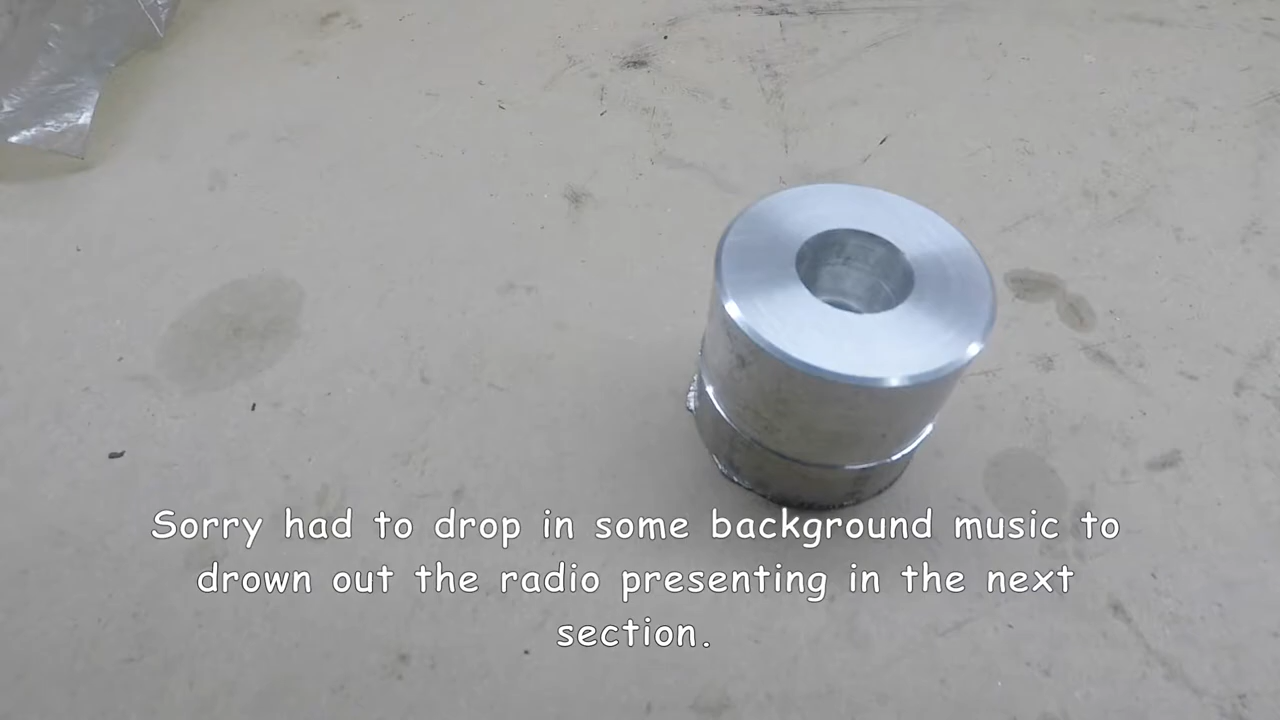 Sorry had to drop in some background music to
drown out the radio presenting in the next
section.